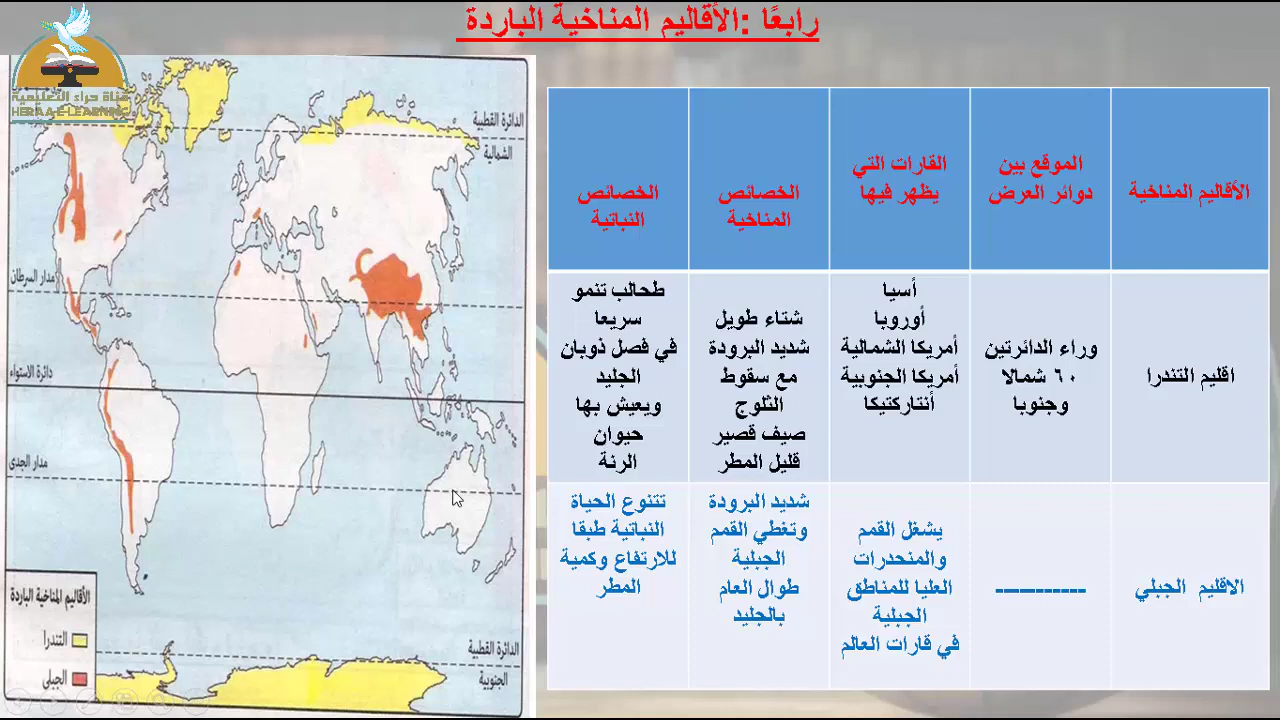 رابعًا :الأقاليم المناخية الباردة
قناة حراء التعليمية
HERAA E-LEARNING
الدائرة القطبية
الشمالية
مدار السرطان
دائرة الاستواء
مدار الجدى
الأقاليم المناخية الباردة
التندرا
الجبلي
الدائرة القطبية
الجنوبية
الأقاليم المناخية
الموقع بين
دوائر العرض
القارات التي
يظهر فيها
الخصائص
المناخية
الخصائص
النباتية
اقليم التندرا
وراء الدائرتين
٦٠ شمالا
وجنوبا
أسيا
أوروبا
أمريكا الشمالية
أمريكا الجنوبية
أنتاركتيكا
شتاء طويل
شديد البرودة
مع سقوط
الثلوج
صيف قصير
قليل المطر
طحالب تنمو
سريعا
في فصل ذوبان
الجليد
ويعيش بها
حيوان
الرنة
الاقليم الجبلي
-----------
يشغل القمم
والمنحدرات
العليا للمناطق
الجبلية
في قارات العالم
شديد البرودة
وتغطي القمم
الجبلية
طوال العام
بالجليد
تتنوع الحياة
النباتية طبقا
للارتفاع وكمية
المطر